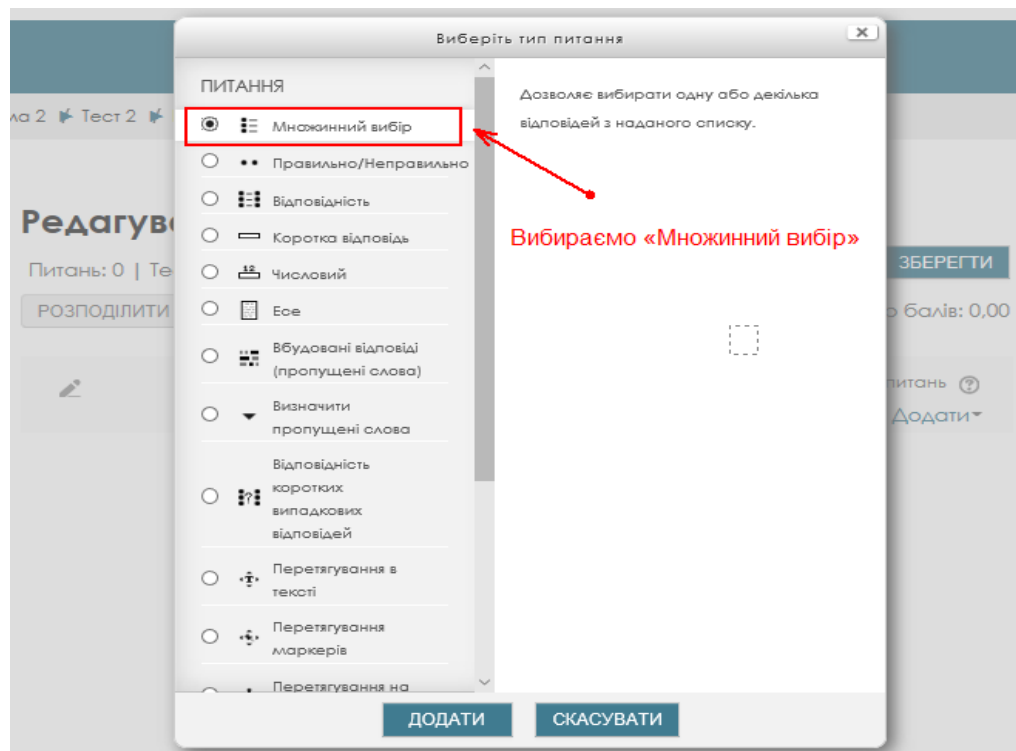 Виберіть тип питання
ПИТАННЯ
Множинний вибір
Правильно/Неправильно
Відповідність
Коротка відповідь
Числовий
Есе
Вбудовані відповіді
(пропущені слова)
Визначити
пропущені слова
Відповідність
коротких
випадкових
відповідей
Перетягування в
тексті
Перетягування
маркерів
Перетягування на
Дозволяє вибирати одну або декілька
відповідей з наданого списку.
Вибираємо «Множинний вибір»
ДОДАТИ
СКАСУВАТИ
ла 2 Тест 2
Редагув
Питань: 0 | Те
РОЗПОДІЛИТИ
ЗБЕРЕГТИ
о балів: 0,00
питань
Додати